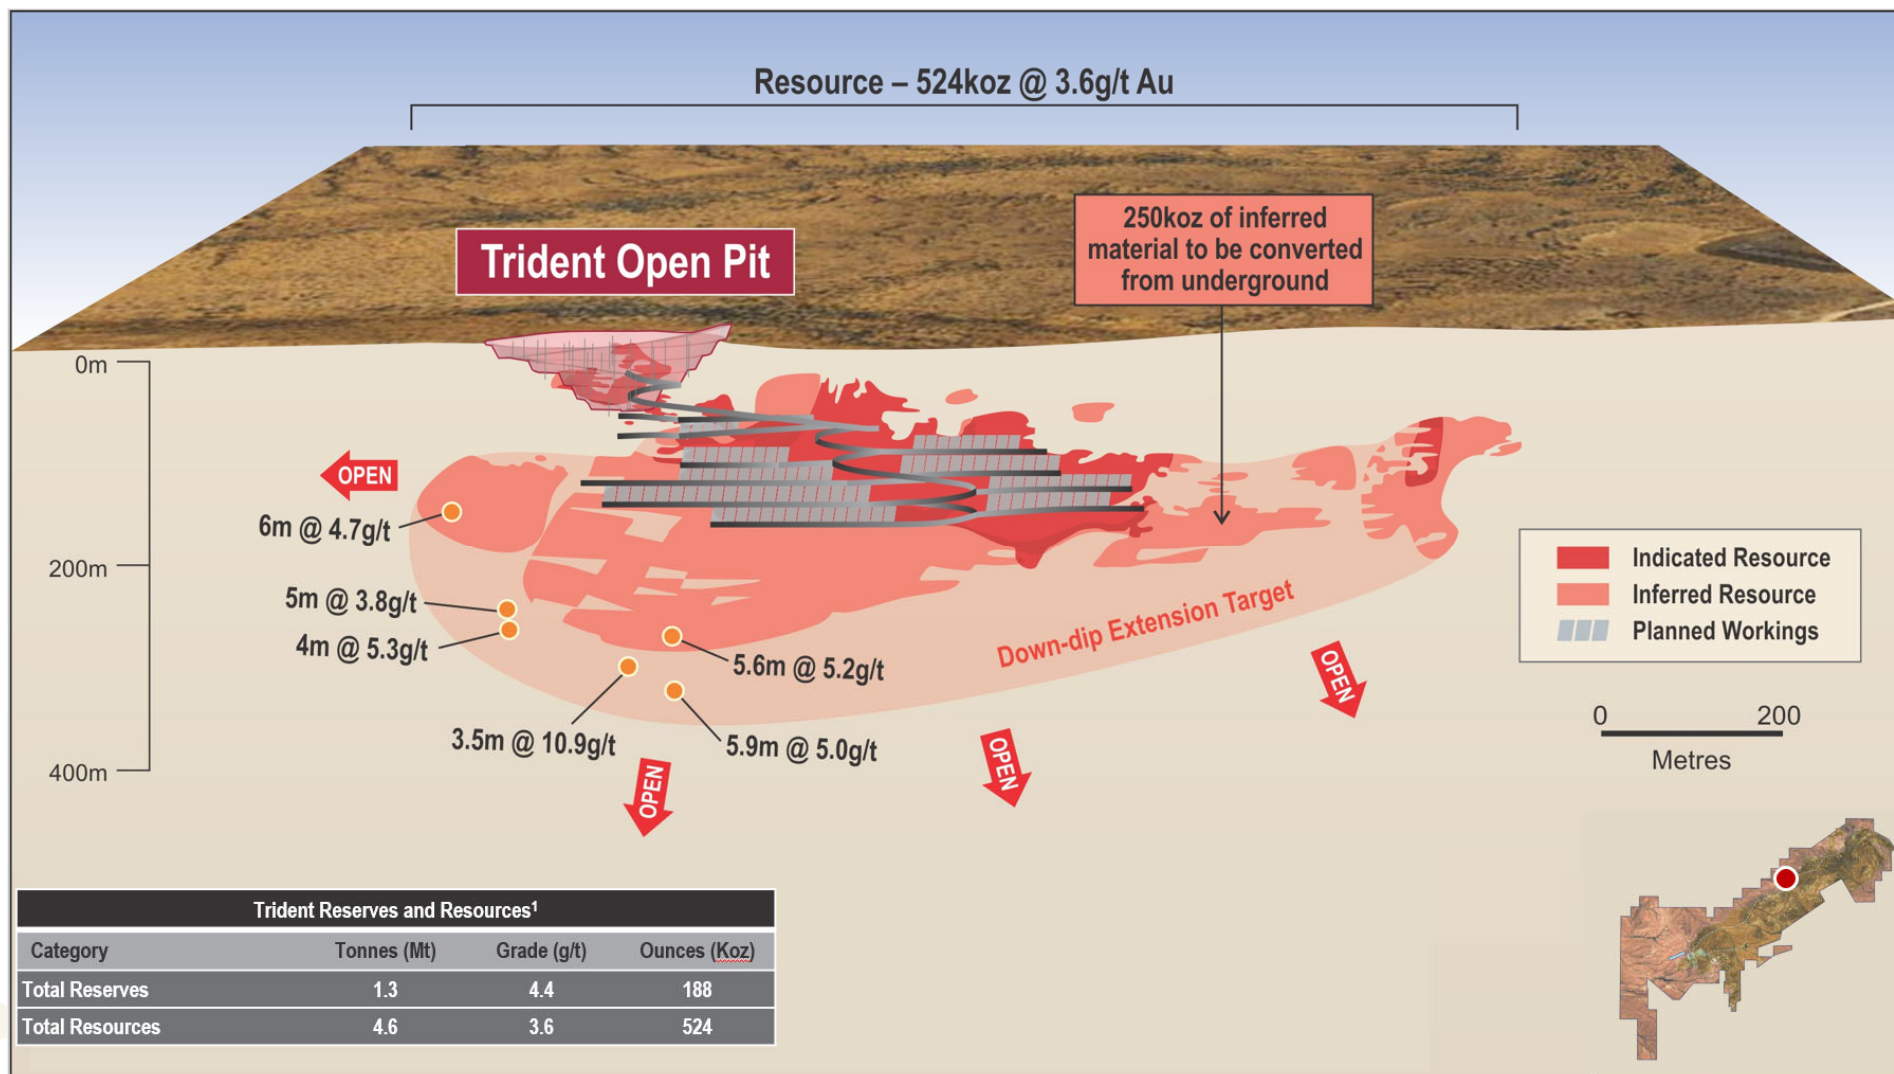 Resource – 524koz @ 3.6g/t Au
Trident Open Pit
250koz of inferred
material to be converted
from underground
0m
200m
400m
OPEN
6m @ 4.7g/t
5m @ 3.8g/t
4m @ 5.3g/t
5.6m @ 5.2g/t
3.5m @ 10.9g/t
5.9m @ 5.0g/t
Down-dip Extension Target
OPEN
OPEN
OPEN
Indicated Resource
Inferred Resource
Planned Workings
0 200
Metres
Trident Reserves and Resources¹
Category Tonnes (Mt) Grade (g/t) Ounces (Koz)
Total Reserves 1.3 4.4 188
Total Resources 4.6 3.6 524